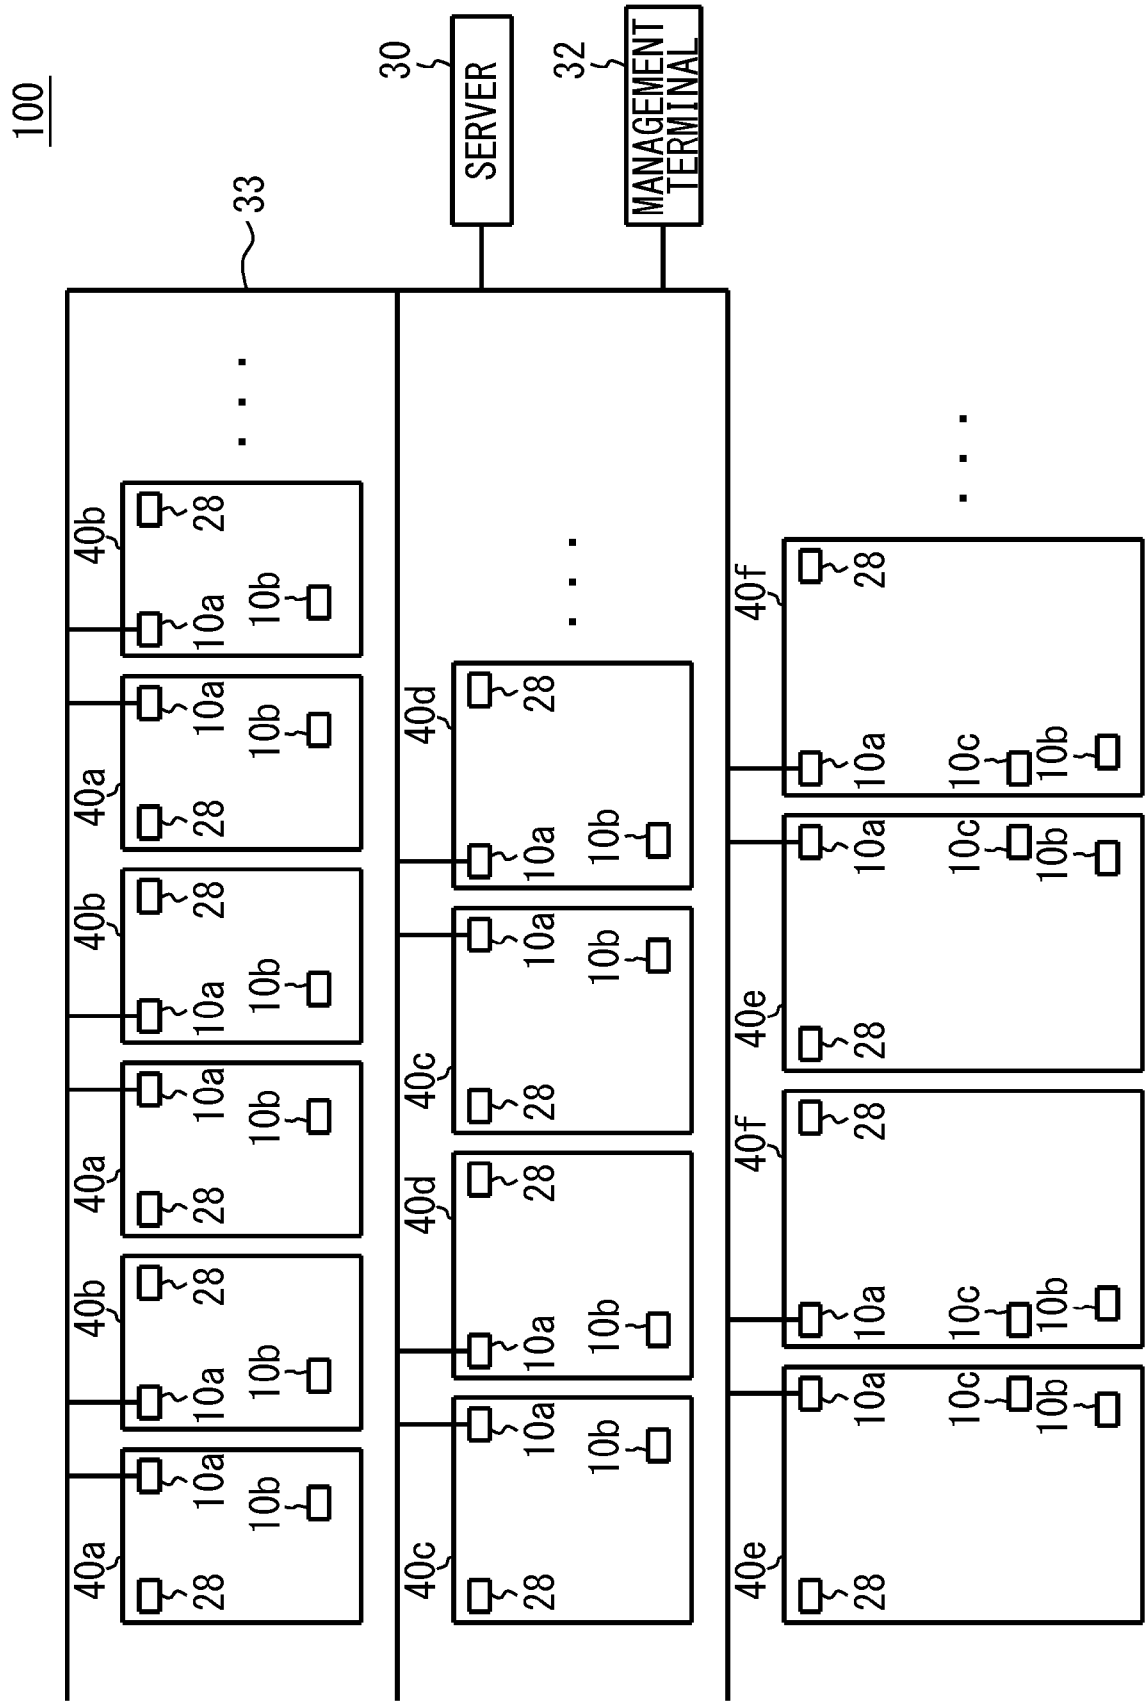 100
40a 40b 40a 40b 40a 40b
28 10a 10a 28 28 10a 10a 28 28 10a 10a 28
33
10b 10b 10b 10b 10b 10b
30
40c 40d 40c 40d
SERVER
28 10a 10a 28 28 10a 10a 28
32
10b 10b 10b 10b
MANAGEMENT
TERMINAL
40e 40f 40e 40f
28 10a 10a 28 28 10a 10a 28
10c 10c 10c 10c
10b 10b 10b 10b